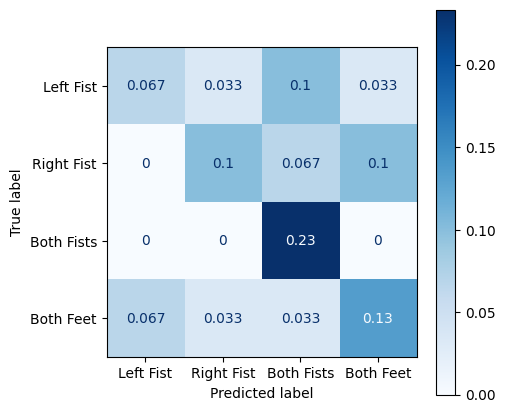 0.20
Left Fist 0.067 0.033 0.1 0.033
0.15
Right Fist 0 0.1 0.067 0.1
True label
0.10
Both Fists 0 0 0.23 0
0.05
Both Feet 0.067 0.033 0.033 0.13
0.00
Left Fist Right Fist Both Fists Both Feet
Predicted label